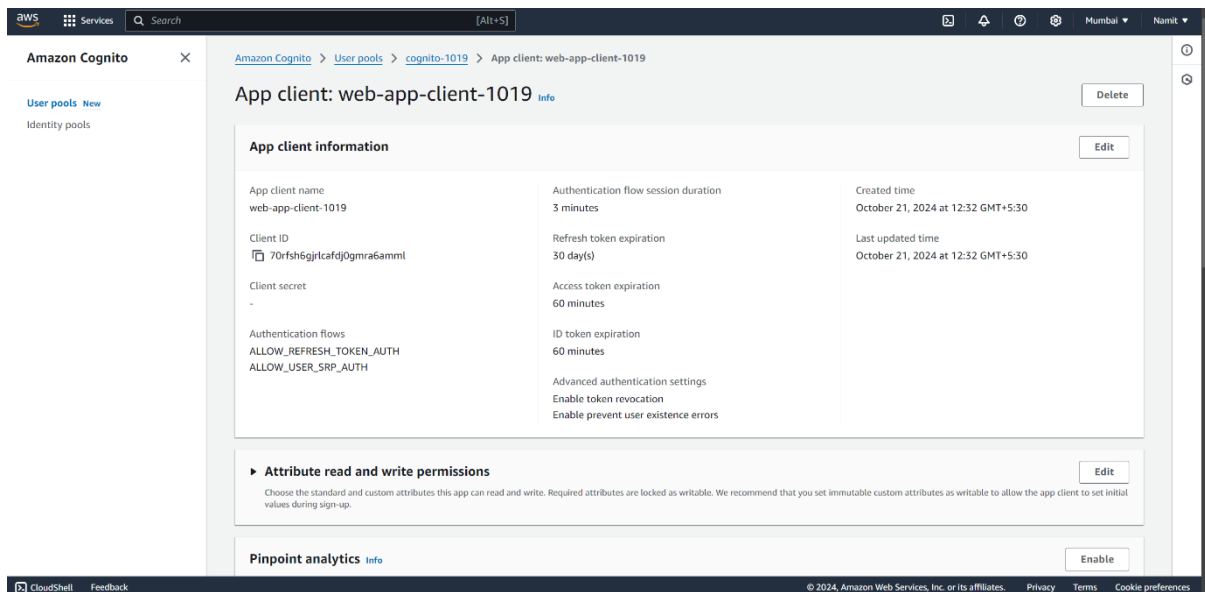 aws
Services
Search
[Alt+S]
Mumbai
Namit
Amazon Cognito
User pools New
Identity pools
Amazon Cognito > User pools > cognito-1019 > App client: web-app-client-1019
App client: web-app-client-1019 Info
Delete
App client information
Edit
App client name
web-app-client-1019
Client ID
70rfsh6gjrlcafdj0gmra6amml
Client secret
-
Authentication flows
ALLOW_REFRESH_TOKEN_AUTH
ALLOW_USER_SRP_AUTH
Authentication flow session duration
3 minutes
Refresh token expiration
30 day(s)
Access token expiration
60 minutes
ID token expiration
60 minutes
Advanced authentication settings
Enable token revocation
Enable prevent user existence errors
Created time
October 21, 2024 at 12:32 GMT+5:30
Last updated time
October 21, 2024 at 12:32 GMT+5:30
Attribute read and write permissions
Edit
Choose the standard and custom attributes this app can read and write. Required attributes are locked as writable. We recommend that you set immutable custom attributes as writable to allow the app client to set initial
values during sign-up.
Pinpoint analytics Info
Enable
CloudShell
Feedback
© 2024, Amazon Web Services, Inc. or its affiliates.
Privacy
Terms
Cookie preferences